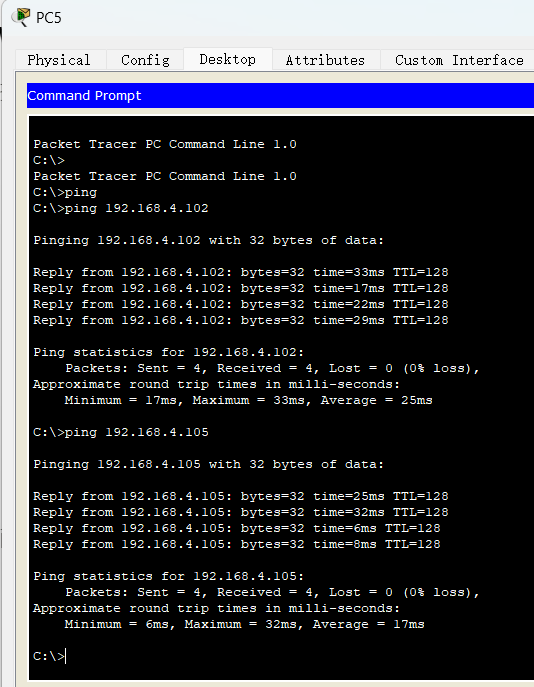 PC5
Physical Config Desktop Attributes Custom Interface
Command Prompt
Packet Tracer PC Command Line 1.0
C:\>
Packet Tracer PC Command Line 1.0
C:\>ping
C:\>ping 192.168.4.102
Pinging 192.168.4.102 with 32 bytes of data:
Reply from 192.168.4.102: bytes=32 time=33ms TTL=128
Reply from 192.168.4.102: bytes=32 time=17ms TTL=128
Reply from 192.168.4.102: bytes=32 time=22ms TTL=128
Reply from 192.168.4.102: bytes=32 time=29ms TTL=128
Ping statistics for 192.168.4.102:
Packets: Sent = 4, Received = 4, Lost = 0 (0% loss),
Approximate round trip times in milli-seconds:
Minimum = 17ms, Maximum = 33ms, Average = 25ms
C:\>ping 192.168.4.105
Pinging 192.168.4.105 with 32 bytes of data:
Reply from 192.168.4.105: bytes=32 time=25ms TTL=128
Reply from 192.168.4.105: bytes=32 time=32ms TTL=128
Reply from 192.168.4.105: bytes=32 time=6ms TTL=128
Reply from 192.168.4.105: bytes=32 time=8ms TTL=128
Ping statistics for 192.168.4.105:
Packets: Sent = 4, Received = 4, Lost = 0 (0% loss),
Approximate round trip times in milli-seconds:
Minimum = 6ms, Maximum = 32ms, Average = 17ms
C:\>